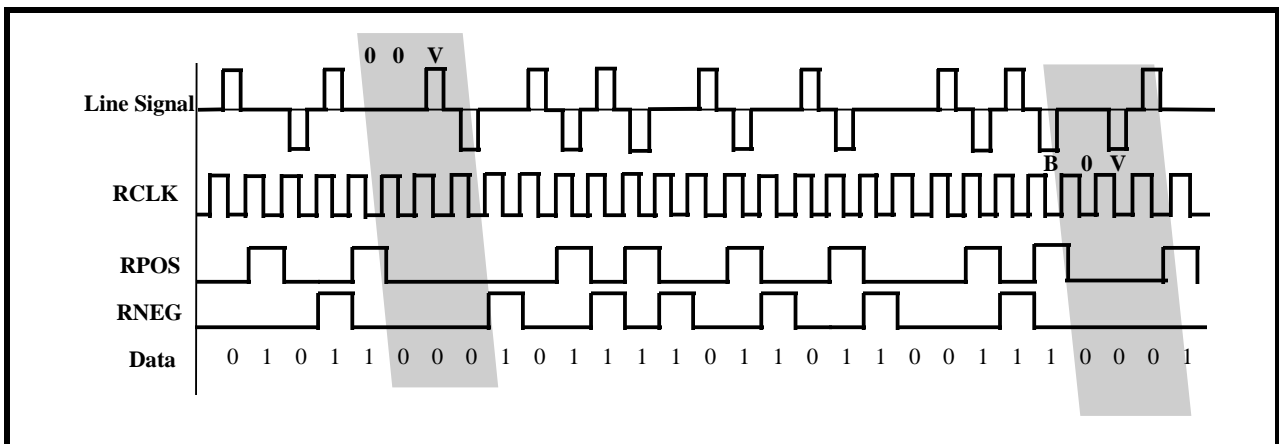 0 0 V
Line Signal
B 0 V
RCLK
RPOS
RNEG
Data 0 1 0 1 1 0 0 0 1 0 1 1 1 1 0 1 1 0 1 1 0 0 1 1 1 0 0 0 1